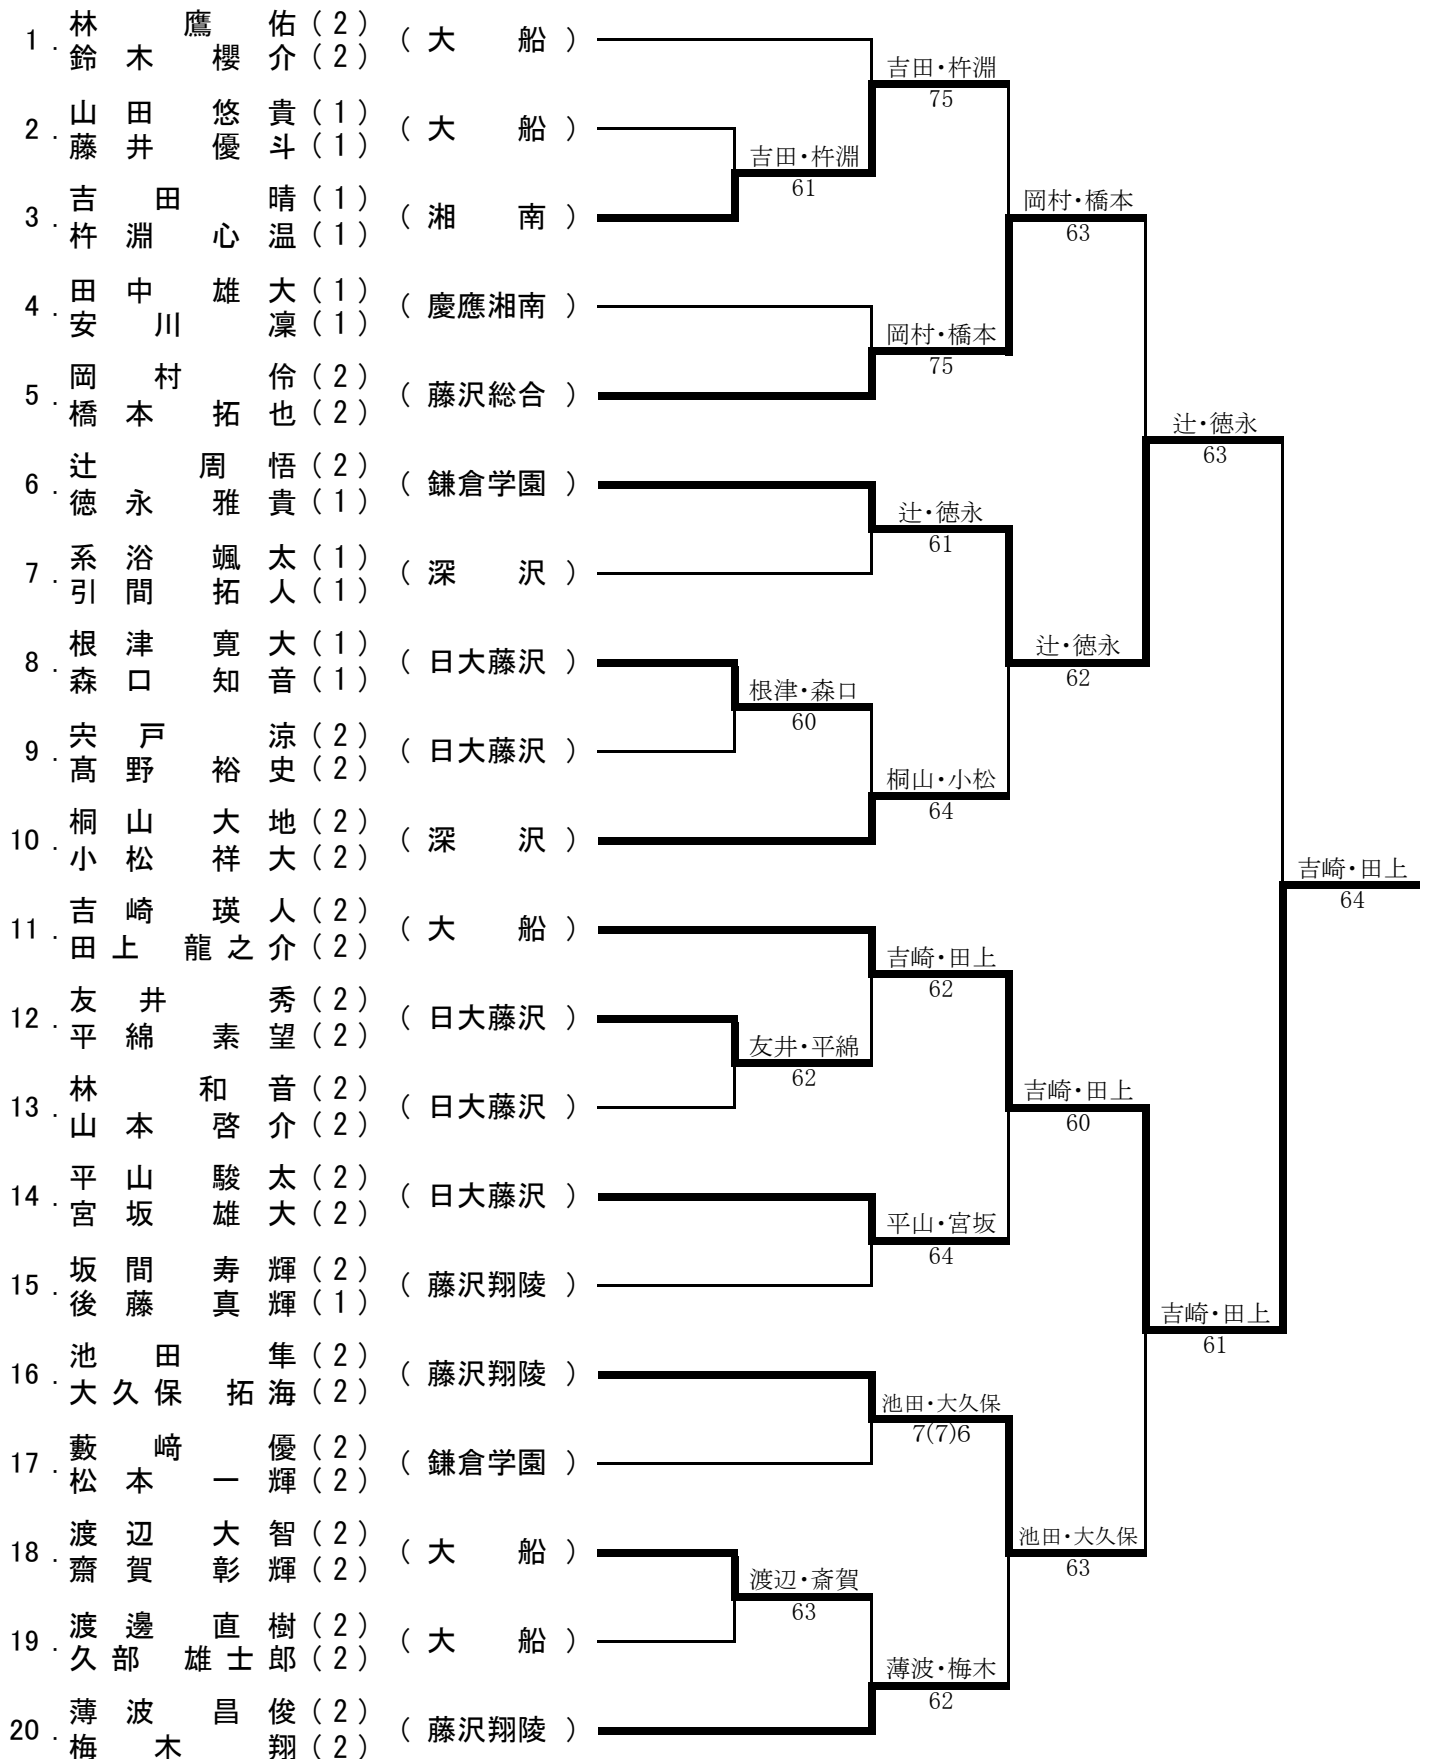 1 . 林 鷹 佑 ( 2 ) ( 大 船 )
鈴 木 櫻 介 ( 2 )
2 . 山 田 悠 貴 ( 1 ) ( 大 船 )
藤 井 優 斗 ( 1 )
3 . 吉 田 晴 ( 1 ) ( 湘 南 )
杵 淵 心 温 ( 1 )
4 . 田 中 雄 大 ( 1 ) ( 慶應湘南 )
安 川 凜 ( 1 )
5 . 岡 村 伶 ( 2 ) ( 藤沢総合 )
橋 本 拓 也 ( 2 )
6 . 辻 周 悟 ( 2 ) ( 鎌倉学園 )
徳 永 雅 貴 ( 1 )
7 . 系 浴 颯 太 ( 1 ) ( 深 沢 )
引 間 拓 人 ( 1 )
8 . 根 津 寛 大 ( 1 ) ( 日大藤沢 )
森 口 知 音 ( 1 )
9 . 宍 戸 涼 ( 2 ) ( 日大藤沢 )
髙 野 裕 史 ( 2 )
10 . 桐 山 大 地 ( 2 ) ( 深 沢 )
小 松 祥 大 ( 2 )
11 . 吉 崎 瑛 人 ( 2 ) ( 大 船 )
田 上 龍 之 介 ( 2 )
12 . 友 井 秀 ( 2 ) ( 日大藤沢 )
平 綿 素 望 ( 2 )
13 . 林 和 音 ( 2 ) ( 日大藤沢 )
山 本 啓 介 ( 2 )
14 . 平 山 駿 太 ( 2 ) ( 日大藤沢 )
宮 坂 雄 大 ( 2 )
15 . 坂 間 寿 輝 ( 2 ) ( 藤沢翔陵 )
後 藤 真 輝 ( 1 )
16 . 池 田 隼 ( 2 ) ( 藤沢翔陵 )
大 久 保 拓 海 ( 2 )
17 . 藪 﨑 優 ( 2 ) ( 鎌倉学園 )
松 本 一 輝 ( 2 )
18 . 渡 辺 大 智 ( 2 ) ( 大 船 )
齋 賀 彰 輝 ( 2 )
19 . 渡 邊 直 樹 ( 2 ) ( 大 船 )
久 部 雄 士 郎 ( 2 )
20 . 薄 波 昌 俊 ( 2 ) ( 藤沢翔陵 )
梅 木 翔 ( 2 )
吉田・杵淵
61
根津・森口
60
友井・平綿
62
渡辺・斎賀
63
吉田・杵淵
75
岡村・橋本
75
辻・徳永
61
桐山・小松
64
吉崎・田上
62
平山・宮坂
64
池田・大久保
7(7)6
薄波・梅木
62
岡村・橋本
63
辻・徳永
62
吉崎・田上
60
池田・大久保
63
辻・徳永
63
吉崎・田上
61
吉崎・田上
64